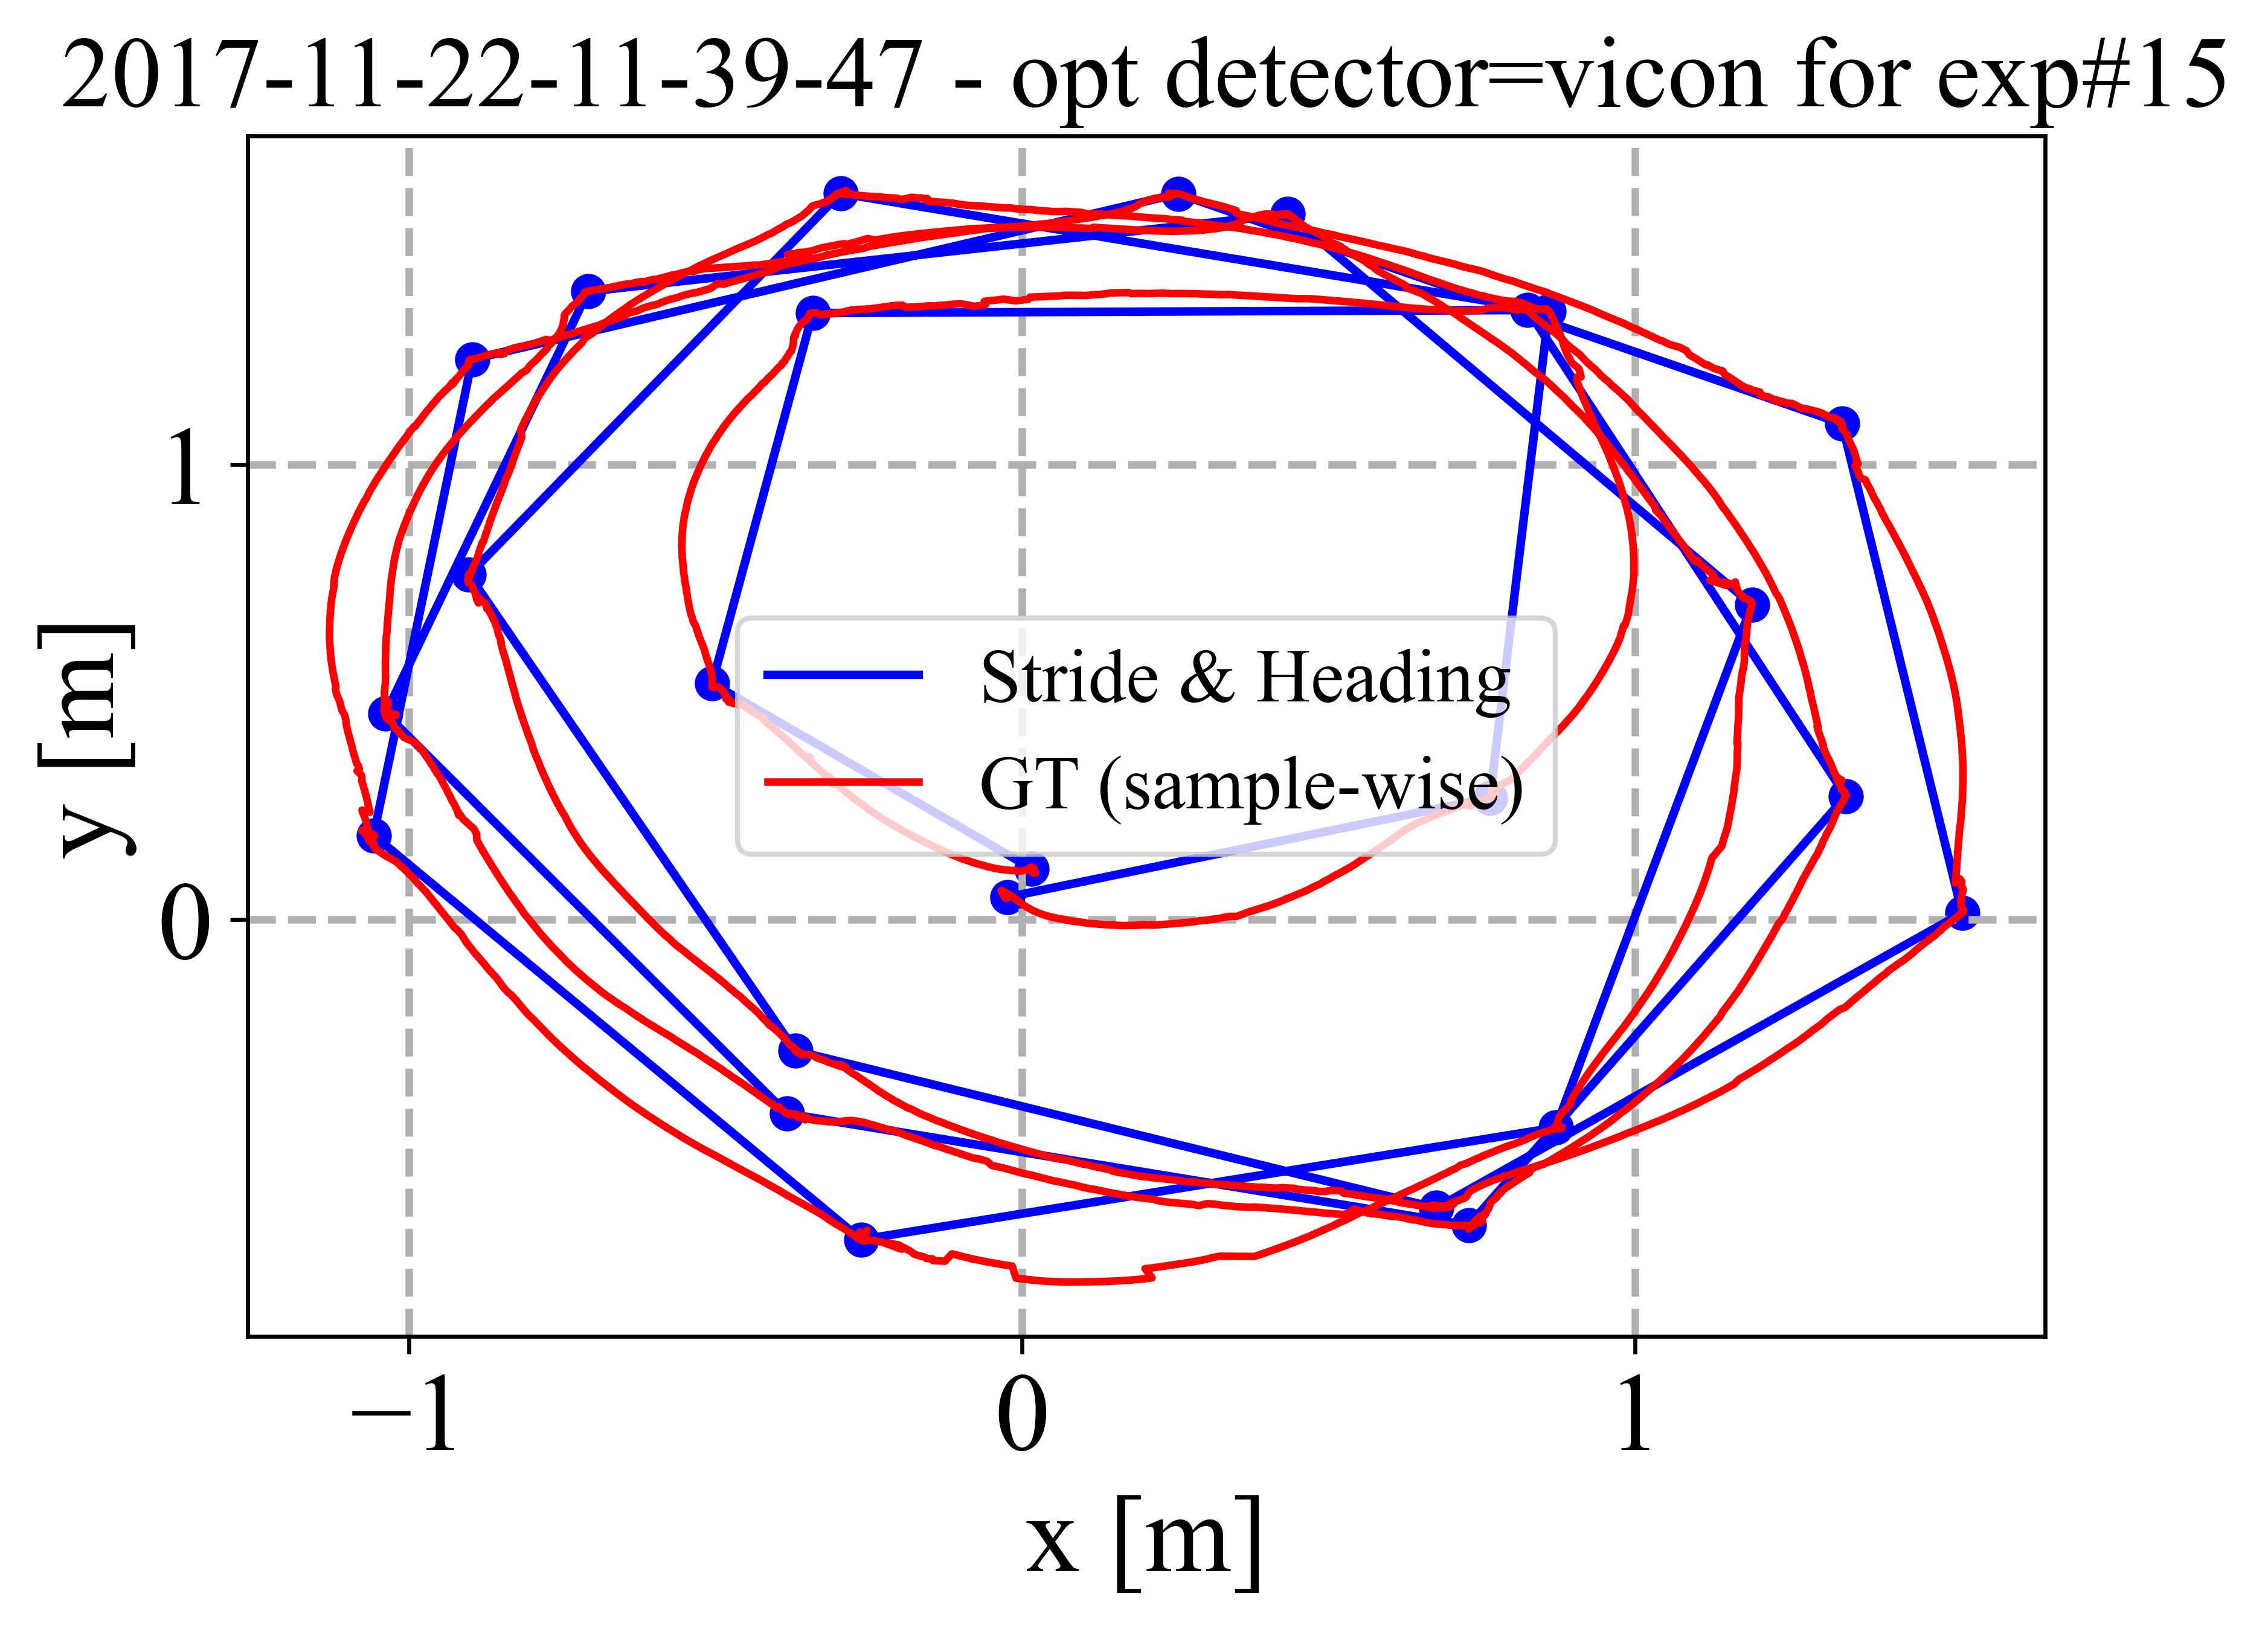 2017-11-22-11-39-47 - opt detector=vicon for exp#15
y [m]
1
0
Stride & Heading
GT (sample-wise)
−1
0
1
x [m]